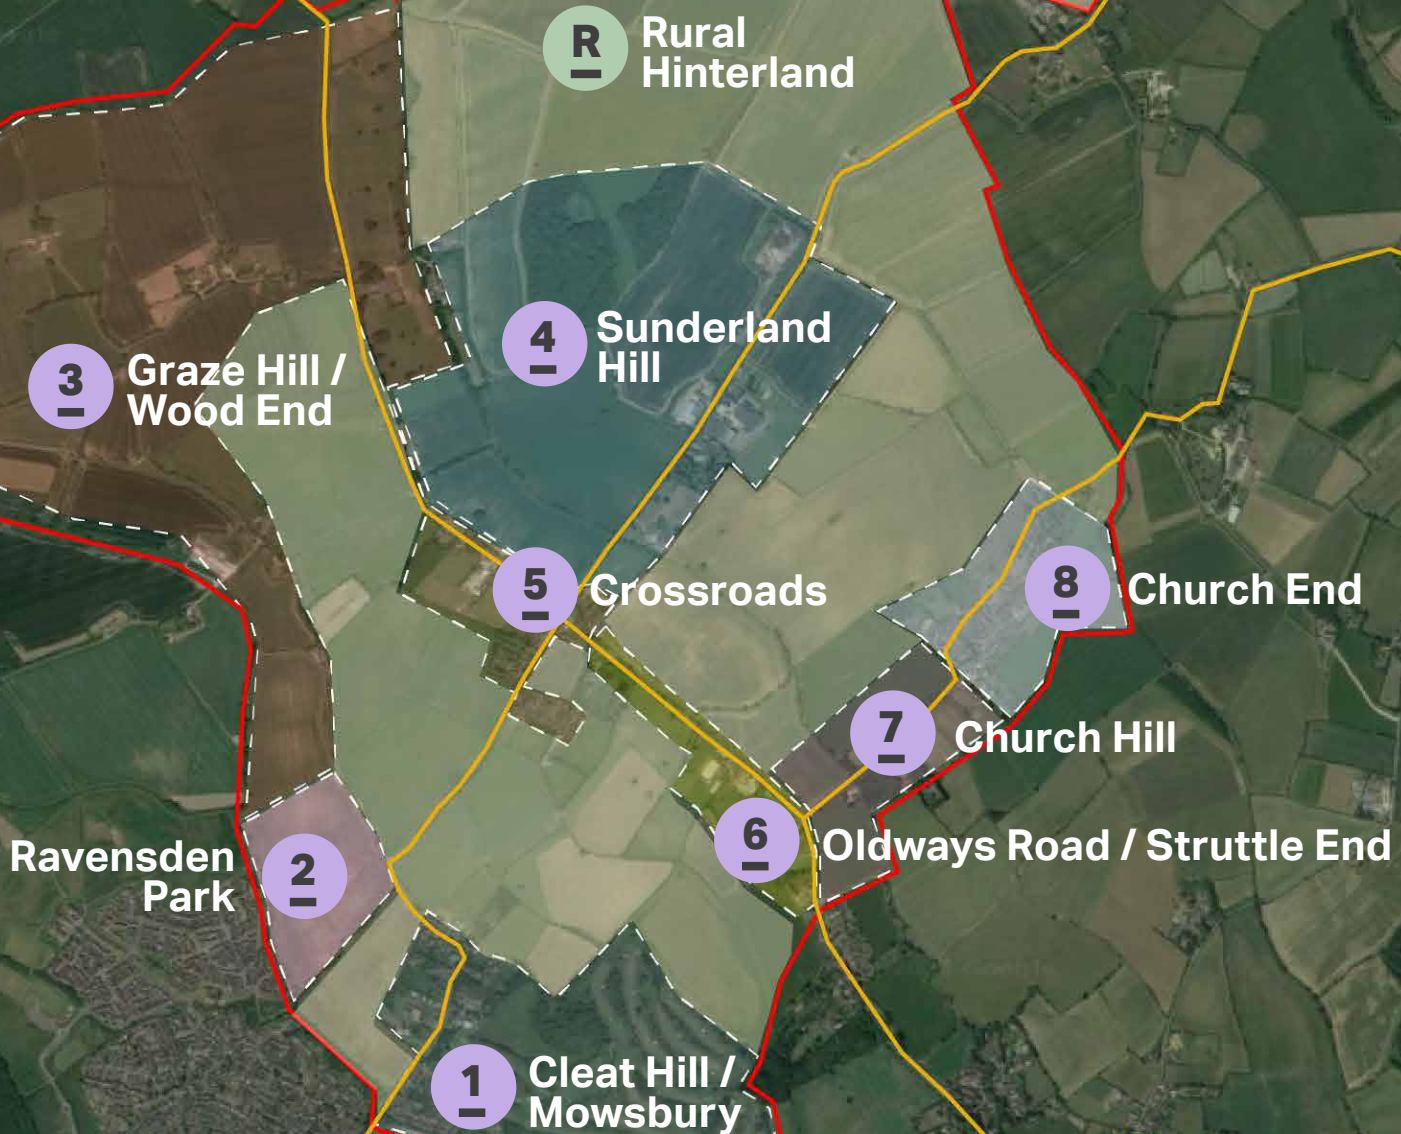 R
Rural
Hinterland
4
Sunderland
Hill
3
Graze Hill /
Wood End
5
Crossroads
8
Church End
7
Church Hill
6
Oldways Road / Struttle End
Ravensden
Park
2
1
Cleat Hill /
Mowsbury